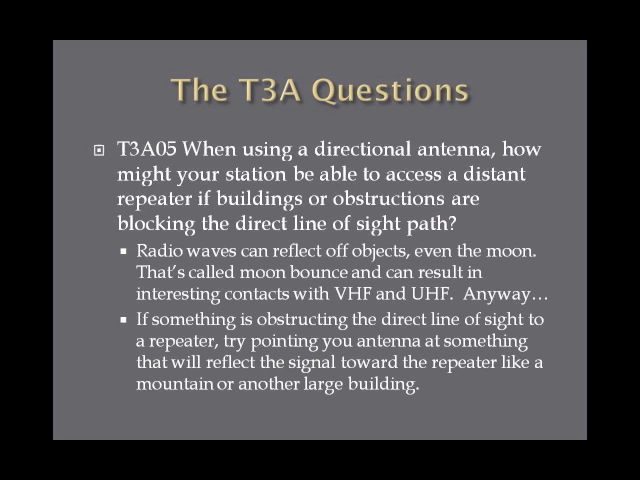 The T3A Questions
T3A05 When using a directional antenna, how
might your station be able to access a distant
repeater if buildings or obstructions are
blocking the direct line of sight path?
Radio waves can reflect off objects, even the moon.
That's called moon bounce and can result in
interesting contacts with VHF and UHF.  Anyway…
If something is obstructing the direct line of sight to
a repeater, try pointing you antenna at something
that will reflect the signal toward the repeater like a
mountain or another large building.